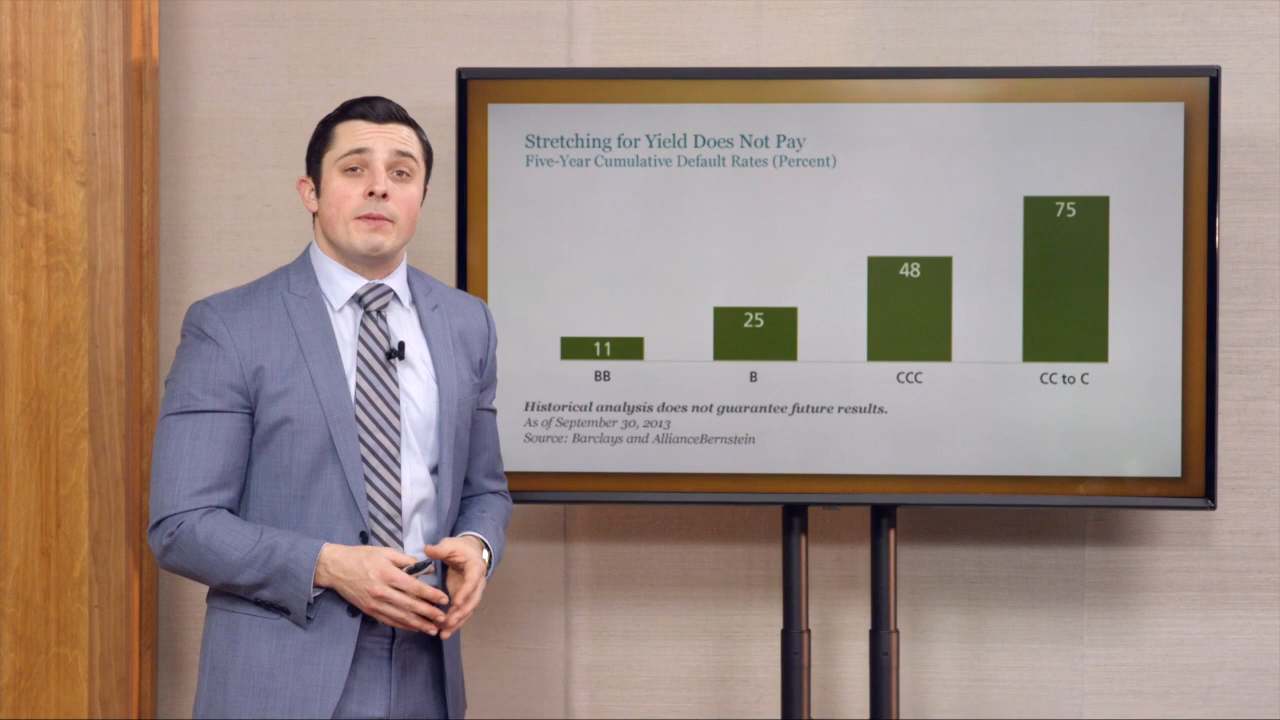 Stretching for Yield Does Not Pay
Five-Year Cumulative Default Rates (Percent)
11
25
48
75
BB
B
CCC
CC to C
Historical analysis does not guarantee future results.
As of September 30, 2013
Source: Barclays and AllianceBernstein